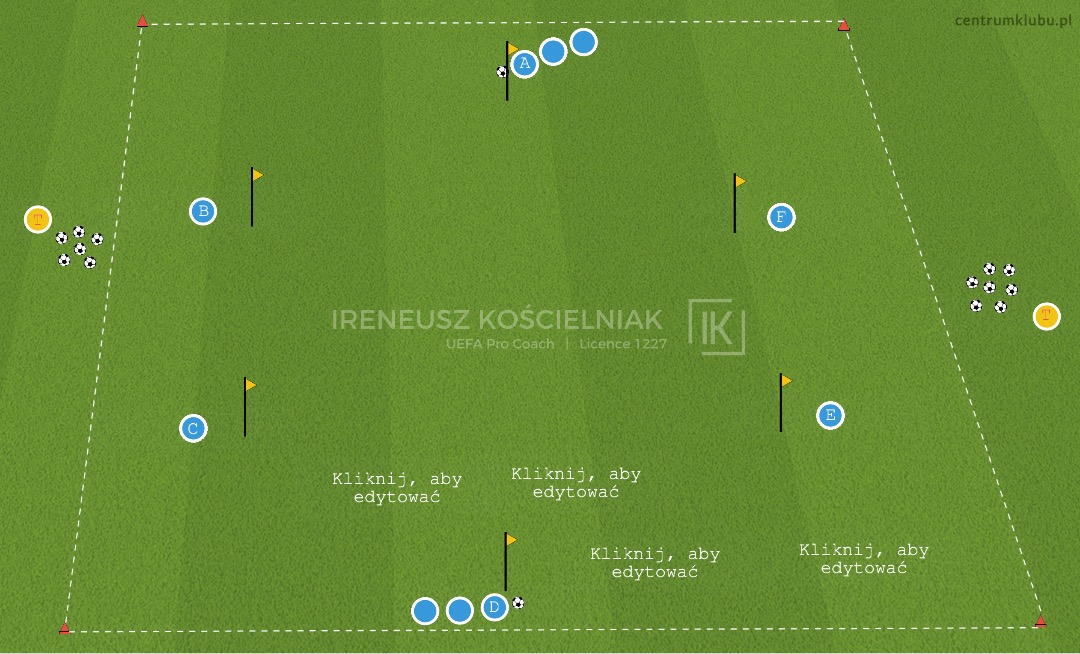 centrumklubu.pl
A
B
F
T
IRENEUSZ KOŚCIELNIAK
IK
UEFA Pro Coach | Licence 1227
T
C
E
Kliknij, aby
edytować
Kliknij, aby
edytować
Kliknij, aby
edytować
Kliknij, aby
edytować
D